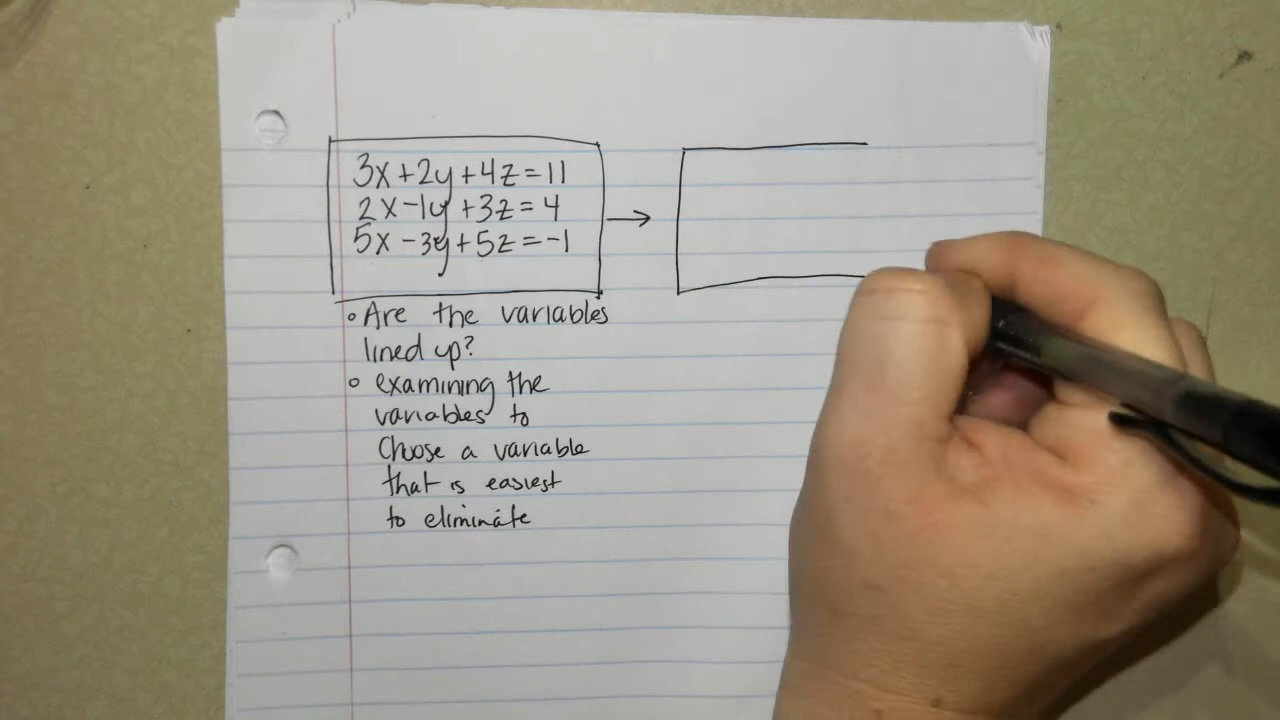 3x+2y+4z=11
2x-1y+3z=4
5x-3y+5z=-1
→
∘ Are the variables
lined up?
∘ examining the
variables to
Choose a variable
that is easiest
to eliminate